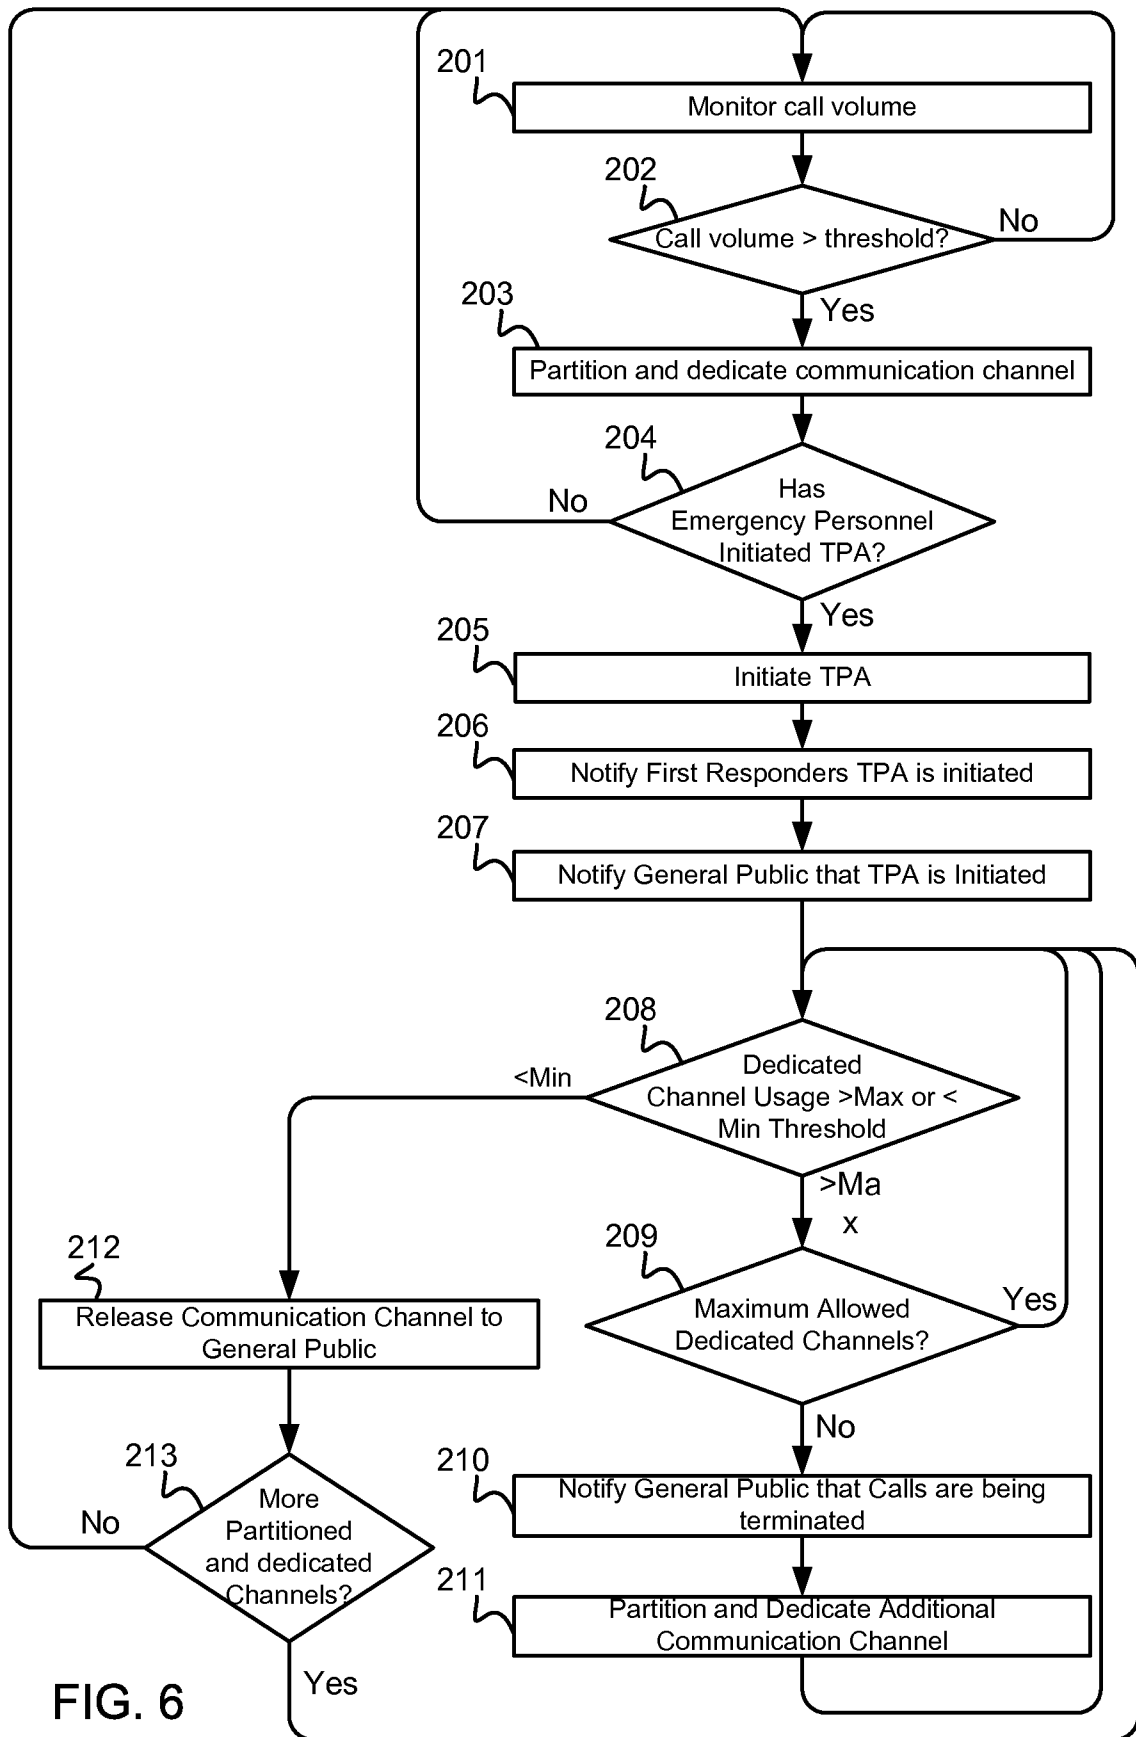 201
Monitor call volume
202
Call volume > threshold?
No
Yes
203
Partition and dedicate communication channel
204
Has
Emergency Personnel
Initiated TPA?
No
Yes
205
Initiate TPA
206
Notify First Responders TPA is initiated
207
Notify General Public that TPA is Initiated
208
Dedicated
Channel Usage >Max or <
Min Threshold
<Min
>Ma
x
209
Maximum Allowed
Dedicated Channels?
Yes
No
210
Notify General Public that Calls are being
terminated
211
Partition and Dedicate Additional
Communication Channel
212
Release Communication Channel to
General Public
213
More
Partitioned
and dedicated
Channels?
No
Yes
FIG. 6